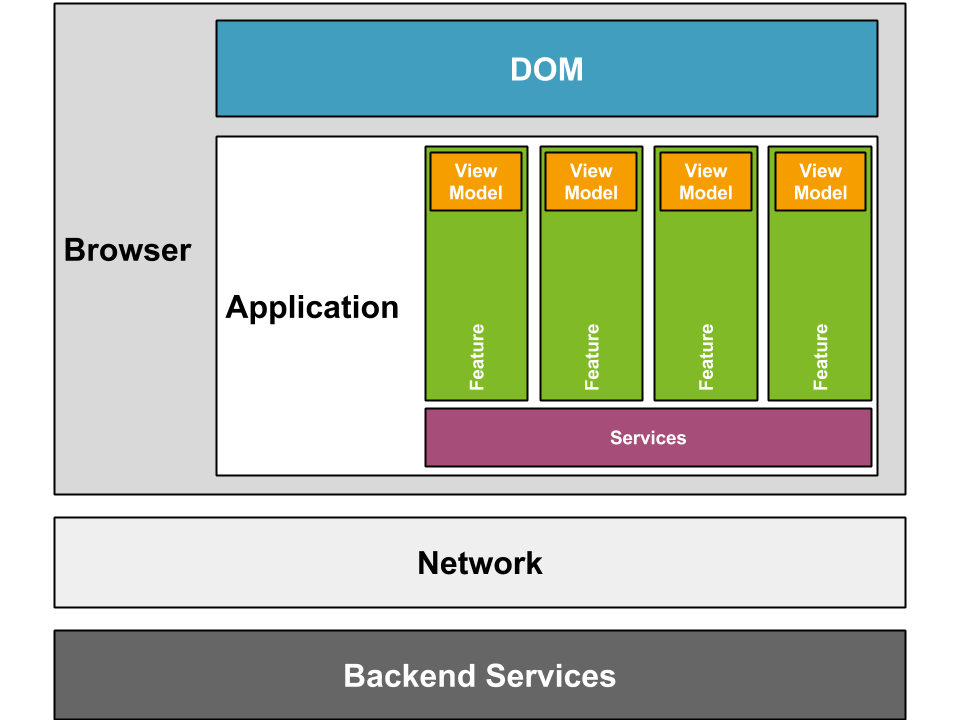 DOM
Browser
Application
View
Model
Feature
View
Model
Feature
View
Model
Feature
View
Model
Feature
Services
Network
Backend Services